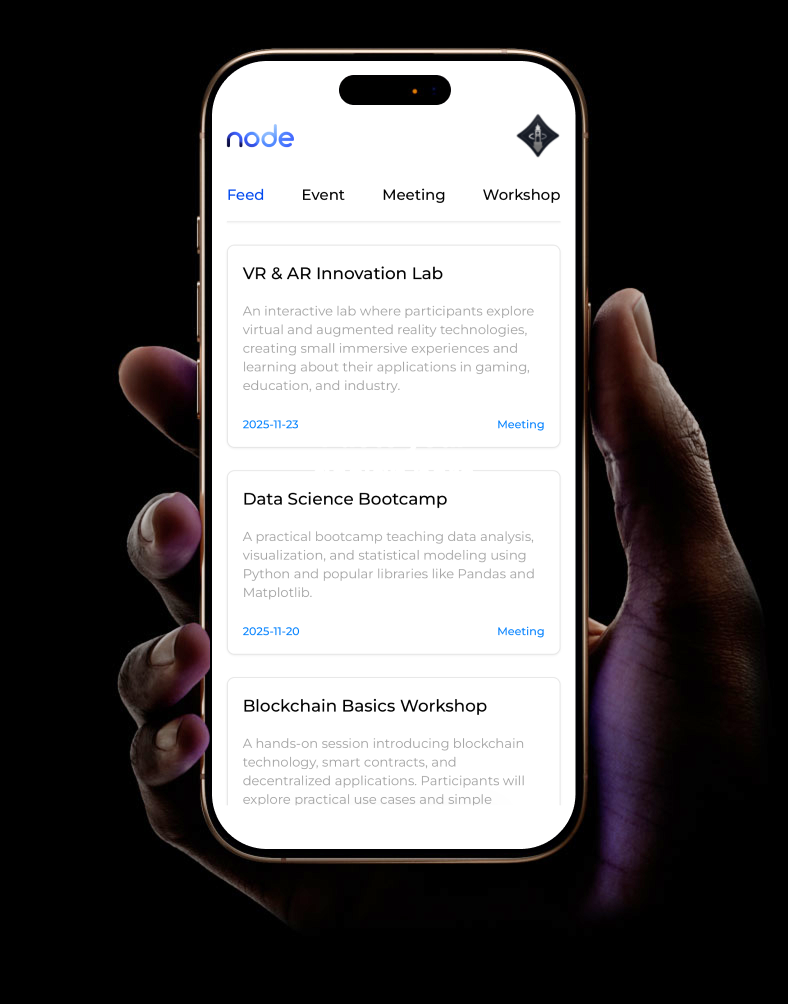 node
Feed Event Meeting Workshop
VR & AR Innovation Lab
An interactive lab where participants explore
virtual and augmented reality technologies,
creating small immersive experiences and
learning about their applications in gaming,
education, and industry.
2025-11-23 Meeting
Data Science Bootcamp
A practical bootcamp teaching data analysis,
visualization, and statistical modeling using
Python and popular libraries like Pandas and
Matplotlib.
2025-11-20 Meeting
Blockchain Basics Workshop
A hands-on session introducing blockchain
technology, smart contracts, and
decentralized applications. Participants will
explore practical use cases and simple